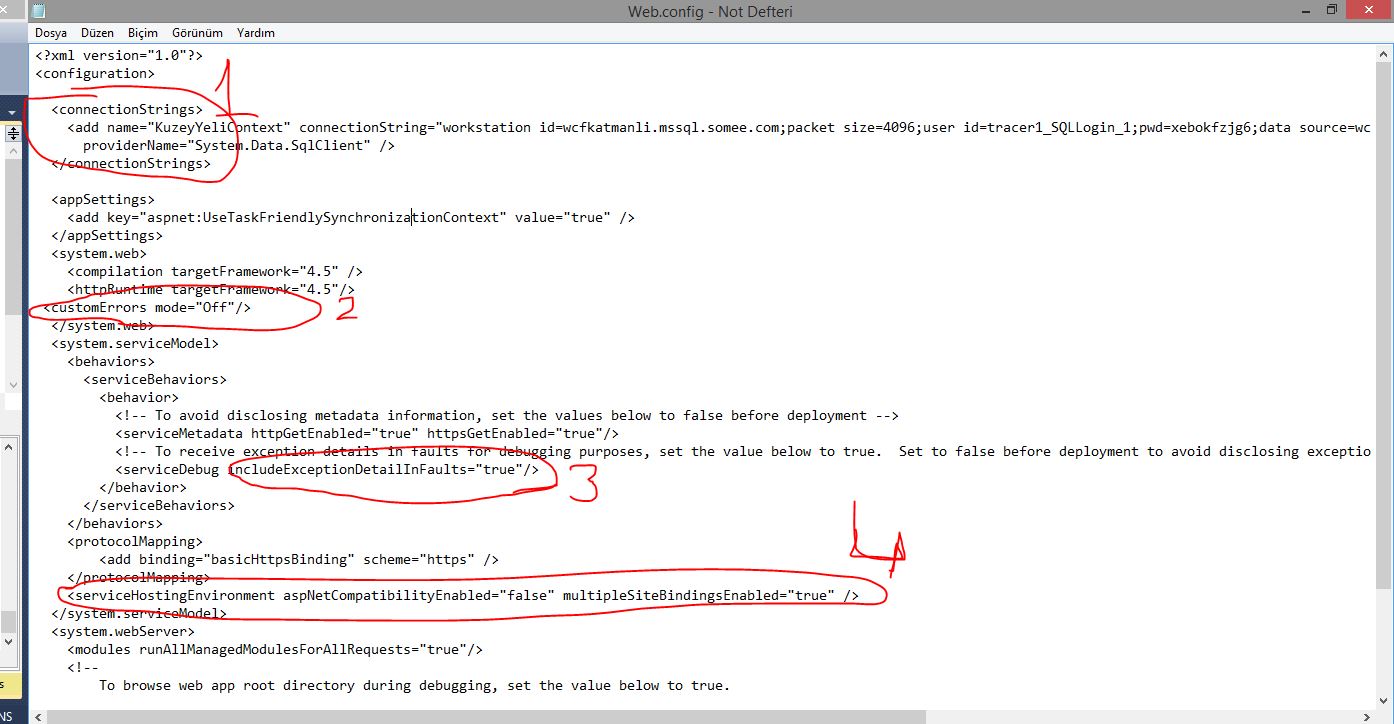 Web.config - Not Defteri
Dosya Düzen Biçim Görünüm Yardım
<?xml version="1.0"?>
<configuration>
1
<connectionStrings>
<add name="KuzeyYeliContext" connectionString="workstation id=wcfkatmanli.mssql.somee.com;packet size=4096;user id=tracer1_SQLLogin_1;pwd=xebokfzjg6;data source=wc
providerName="System.Data.SqlClient" />
</connectionStrings>
<appSettings>
<add key="aspnet:UseTaskFriendlySynchronizationContext" value="true" />
</appSettings>
<system.web>
<compilation targetFramework="4.5" />
<httpRuntime targetFramework="4.5"/>
<customErrors mode="Off"/> 2
</system.web>
<system.serviceModel>
<behaviors>
<serviceBehaviors>
<behavior>
<!-- To avoid disclosing metadata information, set the values below to false before deployment -->
<serviceMetadata httpGetEnabled="true" httpsGetEnabled="true"/>
<!-- To receive exception details in faults for debugging purposes, set the value below to true.  Set to false before deployment to avoid disclosing exceptio
<serviceDebug includeExceptionDetailInFaults="true"/> 3
</behavior>
</serviceBehaviors>
</behaviors>
<protocolMapping>
<add binding="basicHttpsBinding" scheme="https" />
4
</protocolMapping>
<serviceHostingEnvironment aspNetCompatibilityEnabled="false" multipleSiteBindingsEnabled="true" />
</system.serviceModel>
<system.webServer>
<modules runAllManagedModulesForAllRequests="true"/>
<!--
To browse web app root directory during debugging, set the value below to true.